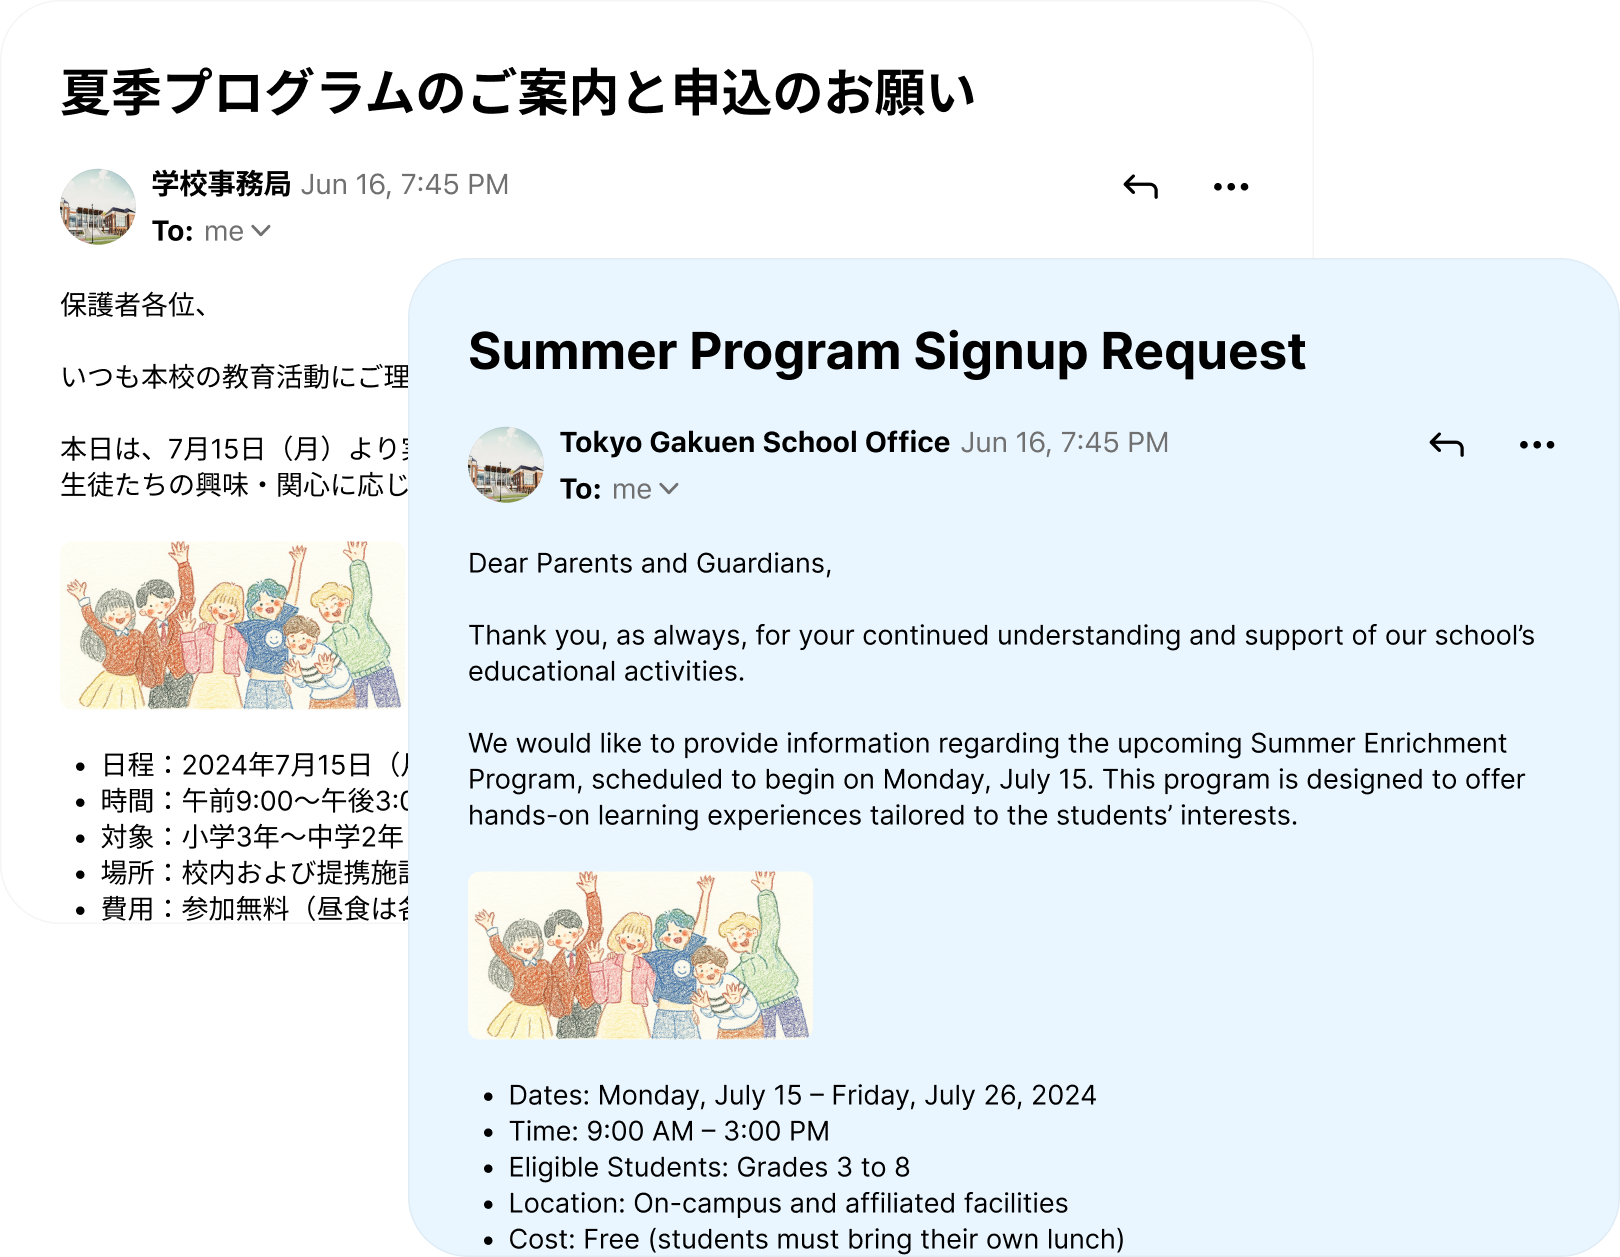 夏季プログラムのご案内と申込のお願い
学校事務局 Jun 16, 7:45 PM
To: me
保護者各位、
いつも本校の教育活動にご理
本日は、7月15日（月）より
生徒たちの興味・関心に応じ
• 日程：2024年7月15日（
• 時間：午前9:00〜午後3:0
• 対象：小学3年〜中学2年
• 場所：校内および提携施
• 費用：参加無料（昼食は
Summer Program Signup Request
Tokyo Gakuen School Office Jun 16, 7:45 PM
To: me
Dear Parents and Guardians,
Thank you, as always, for your continued understanding and support of our school’s
educational activities.
We would like to provide information regarding the upcoming Summer Enrichment
Program, scheduled to begin on Monday, July 15. This program is designed to offer
hands-on learning experiences tailored to the students’ interests.
• Dates: Monday, July 15 – Friday, July 26, 2024
• Time: 9:00 AM – 3:00 PM
• Eligible Students: Grades 3 to 8
• Location: On-campus and affiliated facilities
• Cost: Free (students must bring their own lunch)